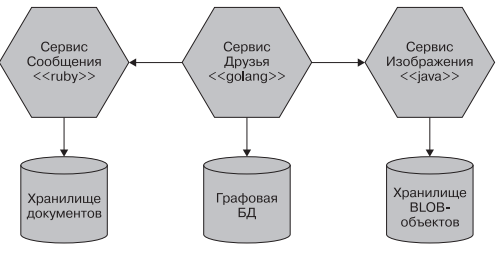 Сервис
Сообщения
<<ruby>>
Сервис
Друзья
<<golang>>
Сервис
Изображения
<<java>>
Хранилище
документов
Графовая
БД
Хранилище
BLOB-
объектов